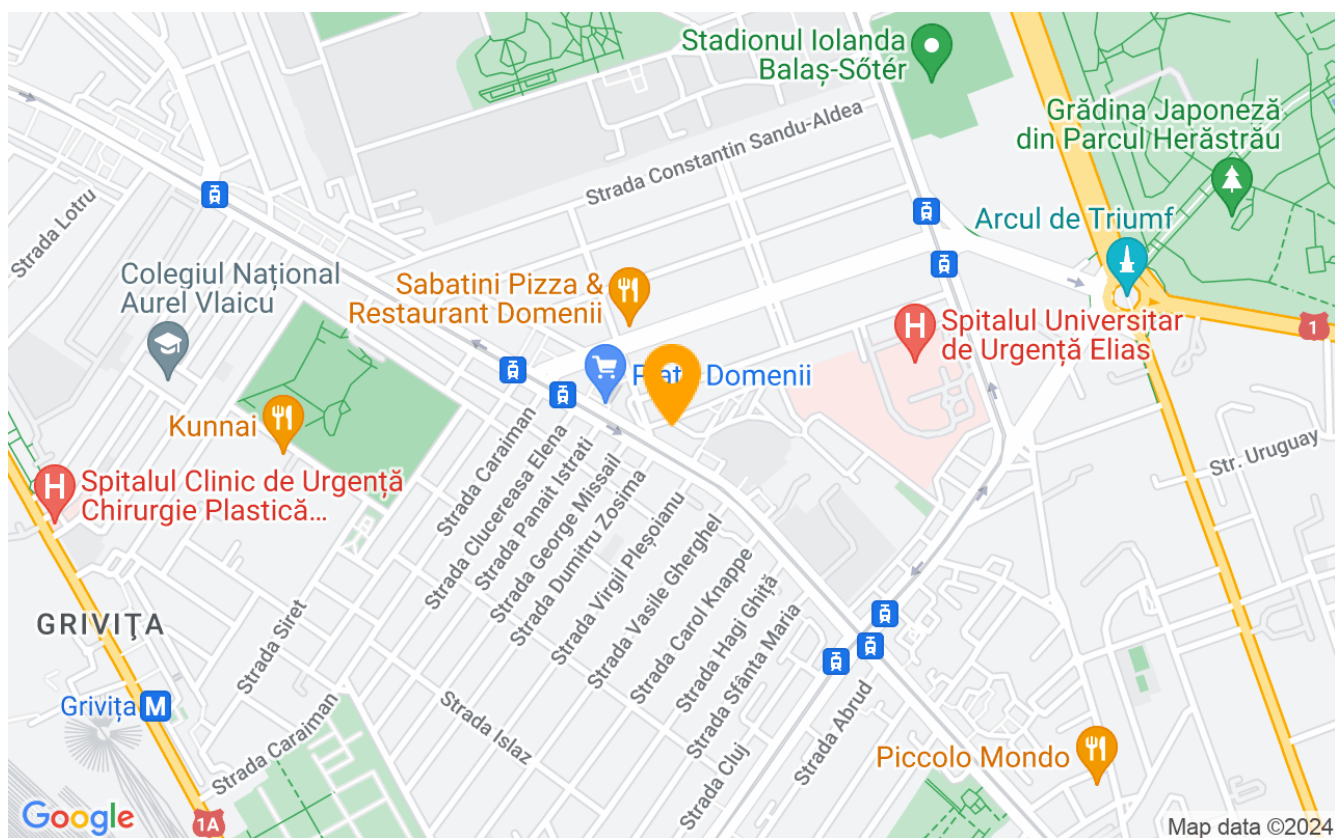 Stadionul Iolanda
Balaș-Sőtér
Grădina Japoneză
din Parcul Herăstrău
Strada Constantin Sandu-Aldea
Strada Lotru
Arcul de Triumf
Colegiul Național
Aurel Vlaicu
Sabatini Pizza &
Restaurant Domenii
H Spitalul Universitar
de Urgență Elias
1
Domenii
Kunnai
Strada Caraiman
Strada Clucereasa Elena
Strada Panait Istrati
Strada George Missail
Strada Dumitru Zosima
Strada Virgil Pleșoianu
Strada Vasile Gherghel
Strada Carol Knappe
Strada Hagi Ghiță
Strada Sfânta Maria
Str. Uruguay
H Spitalul Clinic de Urgență
Chirurgie Plastică...
GRIVIŢA
Strada Siret
Grivița M
Strada Caraiman
Strada Islaz
Strada Cluj
Strada Abrud
Piccolo Mondo
Google
1A
Map data ©2024